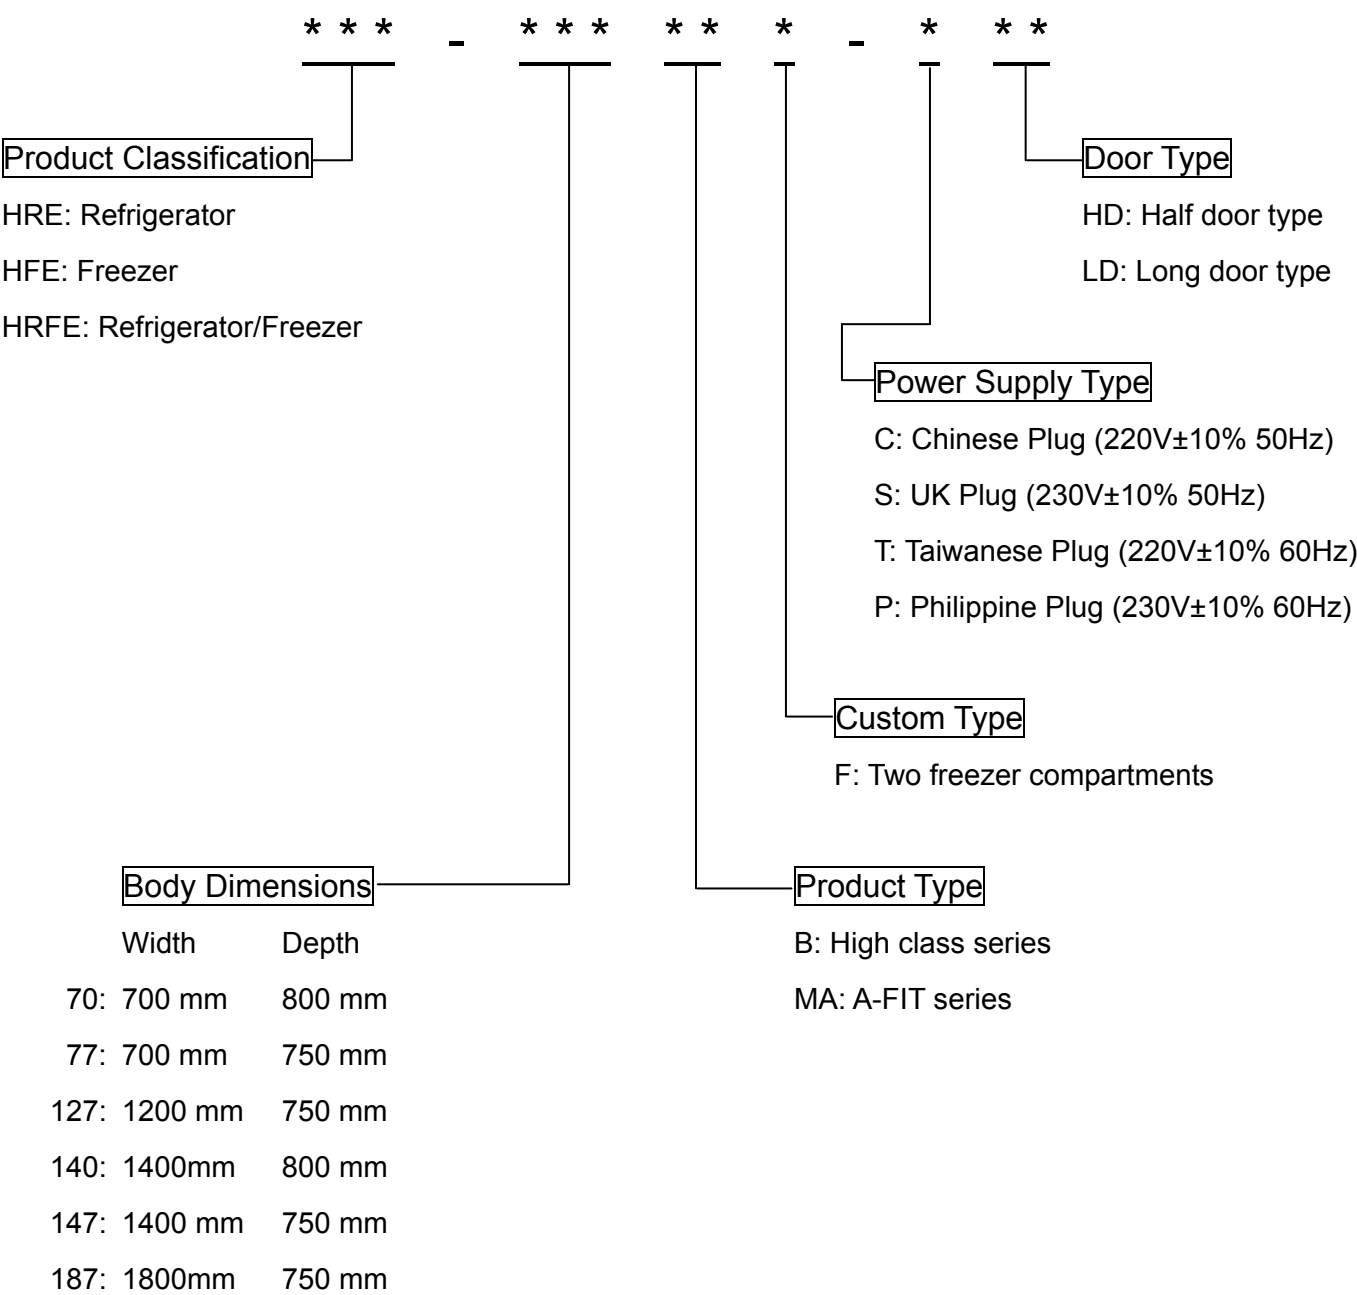 *** - *** ** * - * **
Product Classification
HRE: Refrigerator
HFE: Freezer
HRFE: Refrigerator/Freezer
Door Type
HD: Half door type
LD: Long door type
Power Supply Type
C: Chinese Plug (220V±10% 50Hz)
S: UK Plug (230V±10% 50Hz)
T: Taiwanese Plug (220V±10% 60Hz)
P: Philippine Plug (230V±10% 60Hz)
Custom Type
F: Two freezer compartments
Body Dimensions
Width Depth
70: 700 mm 800 mm
77: 700 mm 750 mm
127: 1200 mm 750 mm
140: 1400mm 800 mm
147: 1400 mm 750 mm
187: 1800mm 750 mm
Product Type
B: High class series
MA: A-FIT series